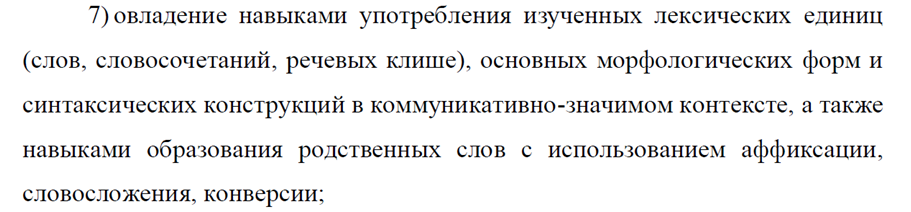 7) овладение навыками употребления изученных лексических единиц
(слов, словосочетаний, речевых клише), основных морфологических форм и
синтаксических конструкций в коммуникативно-значимом контексте, а также
навыками образования родственных слов с использованием аффиксации,
словосложения, конверсии;